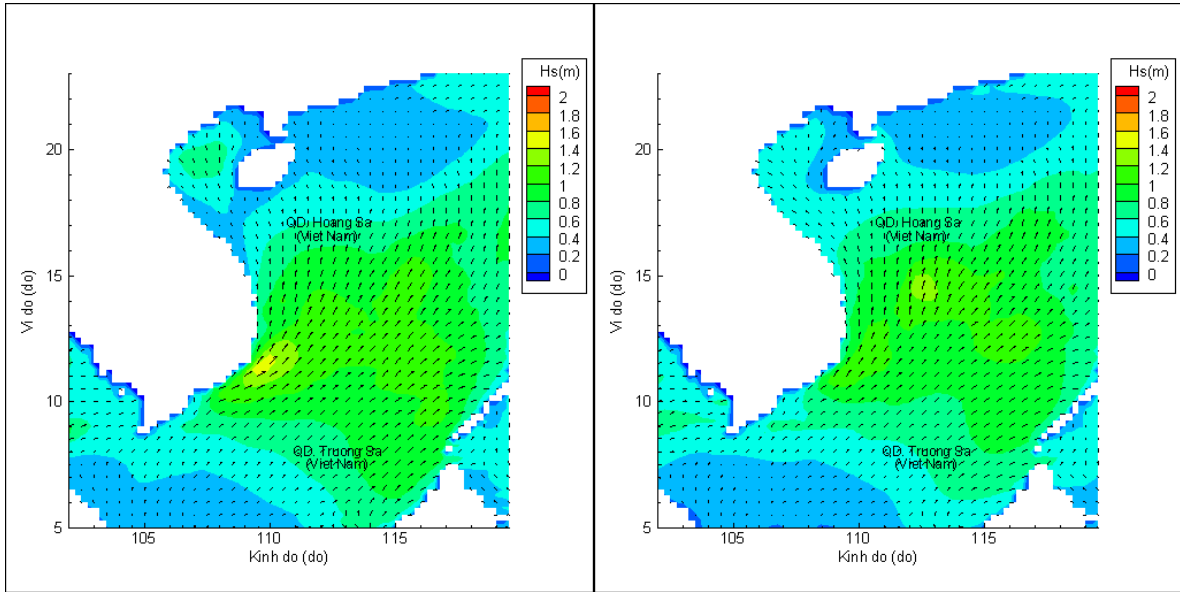 Hs(m)
2
1.8
1.6
1.4
1.2
1
0.8
0.6
0.4
0.2
0
20
15
10
5
Vi do (do)
QD. Hoang Sa
(Viet Nam)
QD. Truong Sa
(Viet Nam)
105
110
115
Kinh do (do)
Hs(m)
2
1.8
1.6
1.4
1.2
1
0.8
0.6
0.4
0.2
0
20
15
10
5
Vi do (do)
QD. Hoang Sa
(Viet Nam)
QD. Truong Sa
(Viet Nam)
105
110
115
Kinh do (do)